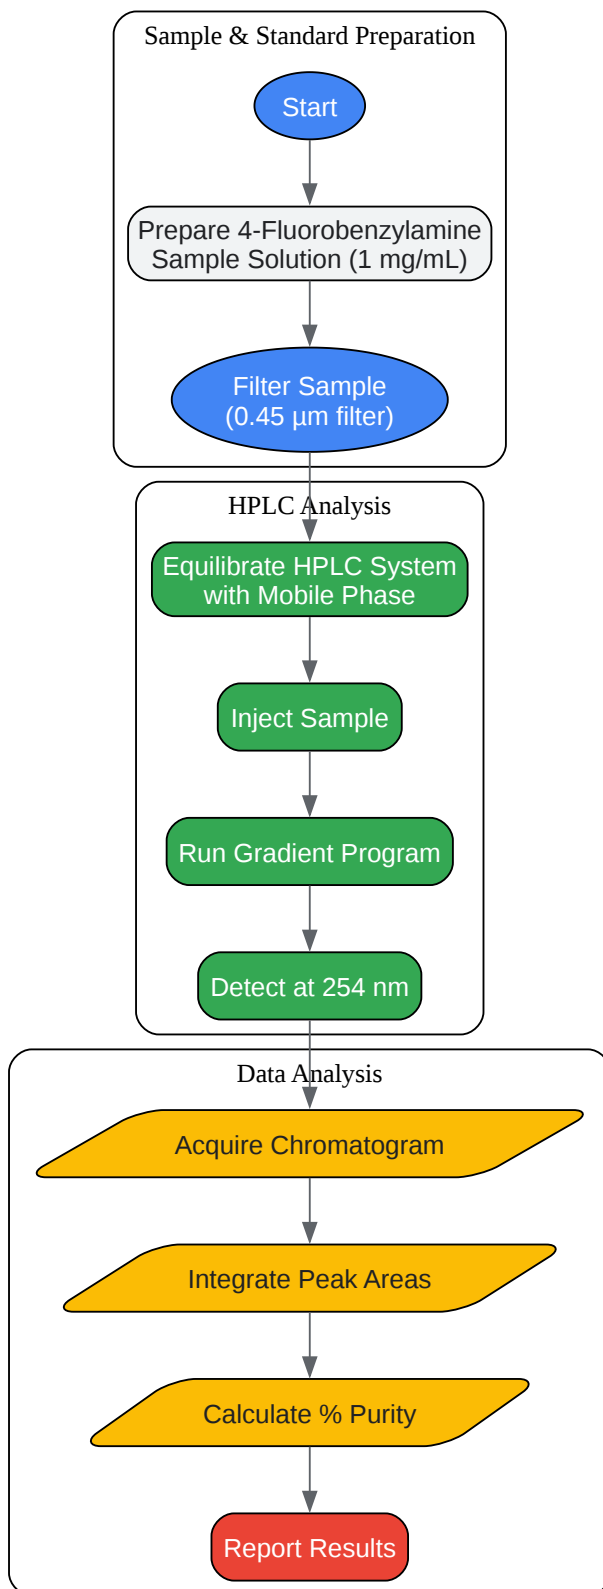 Sample & Standard Preparation
Start
Prepare 4-Fluorobenzylamine
Sample Solution (1 mg/mL)
Filter Sample
(0.45 µm filter)
HPLC Analysis
Equilibrate HPLC System
with Mobile Phase
Inject Sample
Run Gradient Program
Detect at 254 nm
Data Analysis
Acquire Chromatogram
Integrate Peak Areas
Calculate % Purity
Report Results